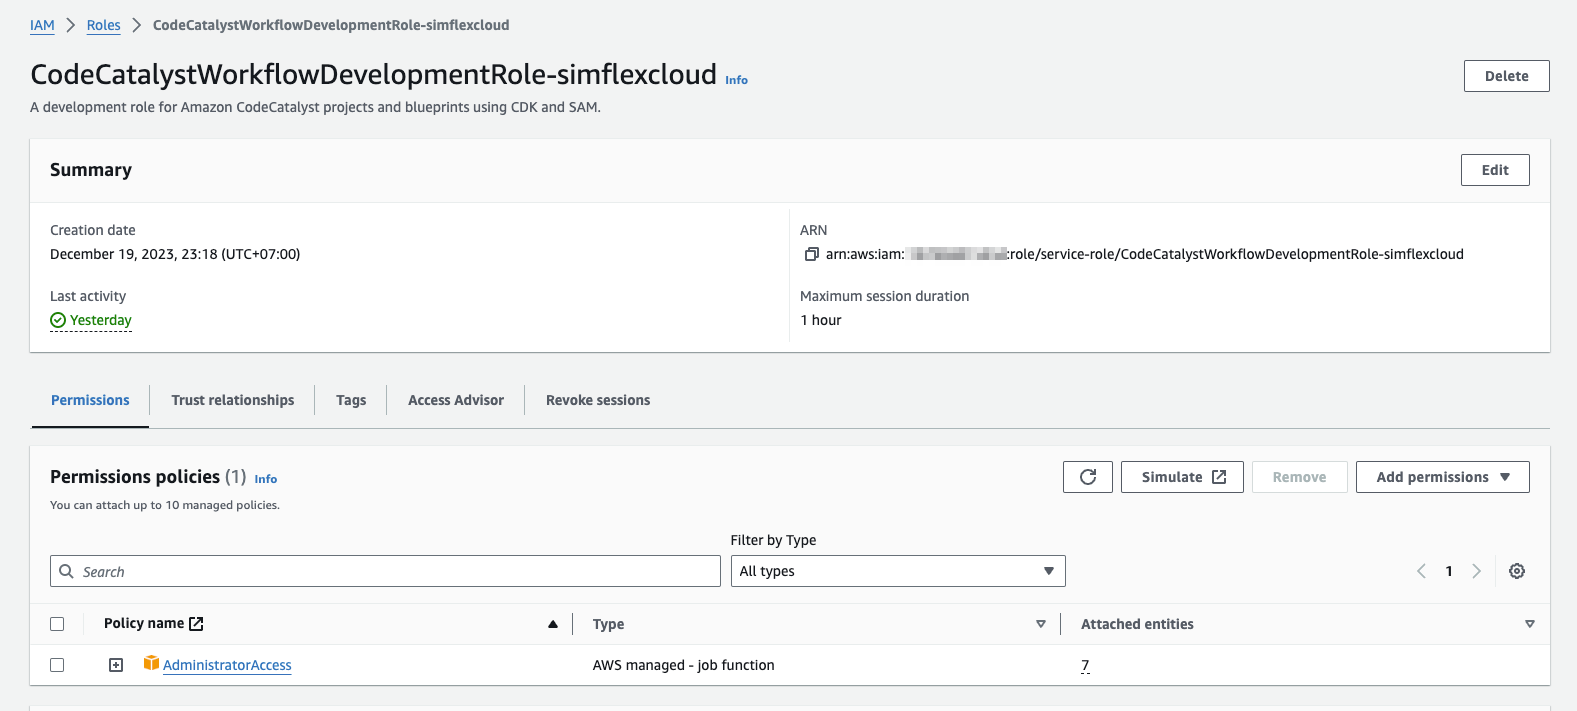 IAM > Roles > CodeCatalystWorkflowDevelopmentRole-simflexcloud
CodeCatalystWorkflowDevelopmentRole-simflexcloud Info
Delete
A development role for Amazon CodeCatalyst projects and blueprints using CDK and SAM.
Summary
Edit
Creation date
December 19, 2023, 23:18 (UTC+07:00)
ARN
arn:aws:iam: :role/service-role/CodeCatalystWorkflowDevelopmentRole-simflexcloud
Last activity
Yesterday
Maximum session duration
1 hour
Permissions Trust relationships Tags Access Advisor Revoke sessions
Permissions policies (1) Info
Simulate Remove Add permissions
You can attach up to 10 managed policies.
Filter by Type
Search
All types
1
Policy name Type Attached entities
AdministratorAccess AWS managed - job function 7